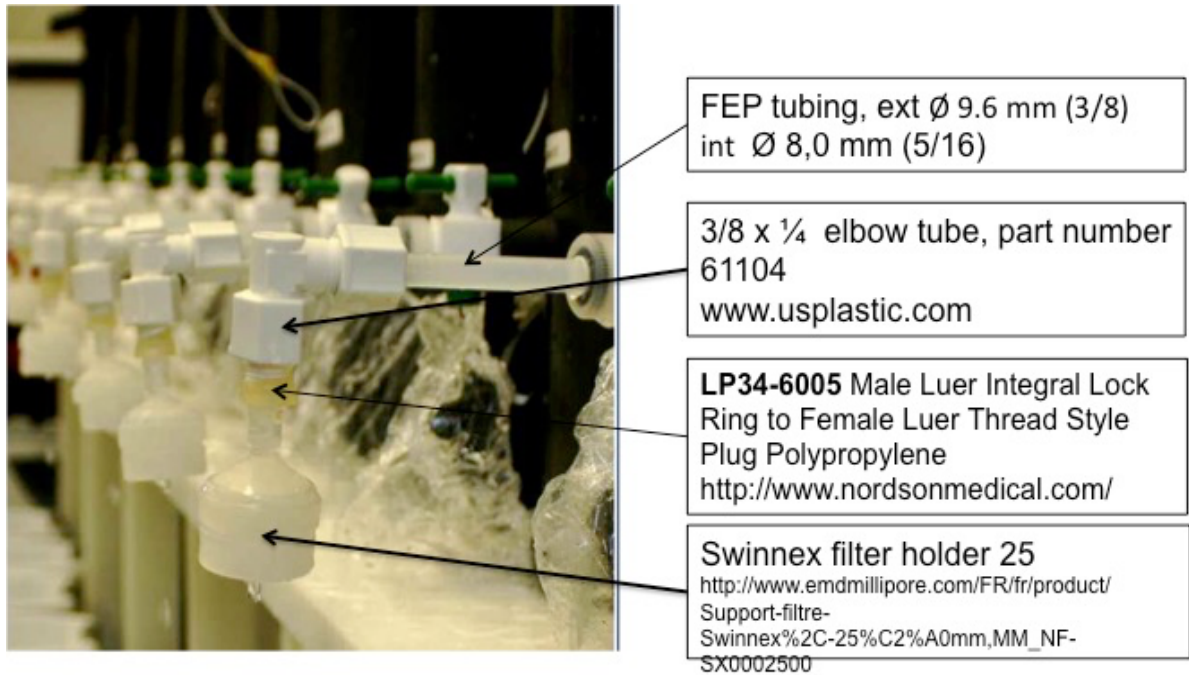 FEP tubing, ext Ø 9.6 mm (3/8)
int Ø 8,0 mm (5/16)
3/8 x ¼ elbow tube, part number
61104
www.usplastic.com
LP34-6005 Male Luer Integral Lock
Ring to Female Luer Thread Style
Plug Polypropylene
http://www.nordsonmedical.com/
Swinnex filter holder 25
http://www.emdmillipore.com/FR/fr/product/
Support-filtre-
Swinnex%2C-25%C2%A0mm,MM_NF-
SX0002500